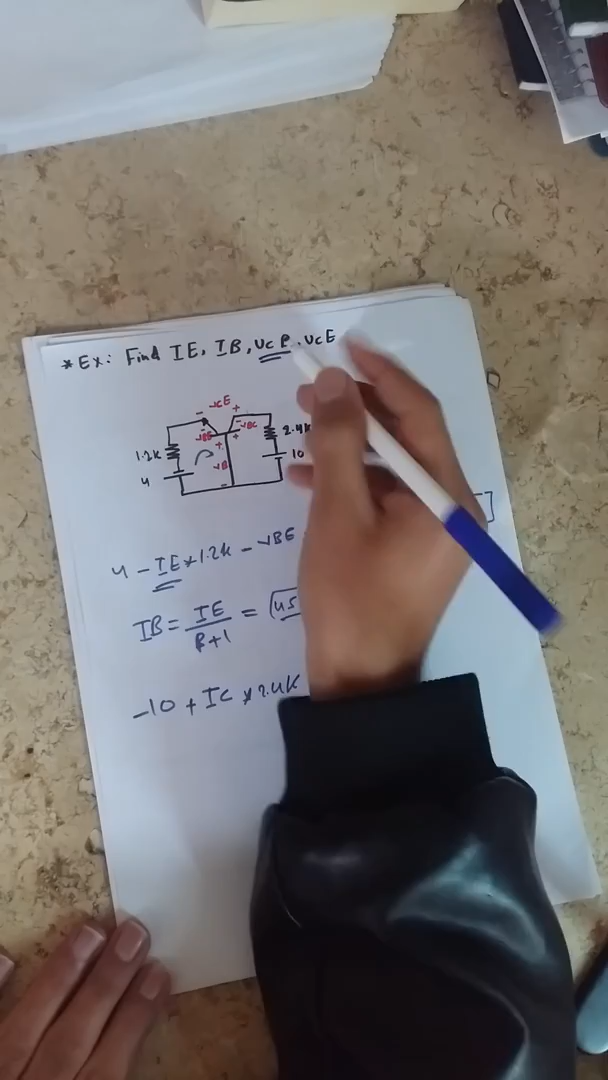 *Ex: Find IE, IB, VCB, VCE
VCE
- +
VBE - VBC
+ +
1.2K
2.4K
4
VB
10
-
4 - IE*1.2K - VBE
]
IB = IE/β+1 = 45
-10 + IC * 2.4K